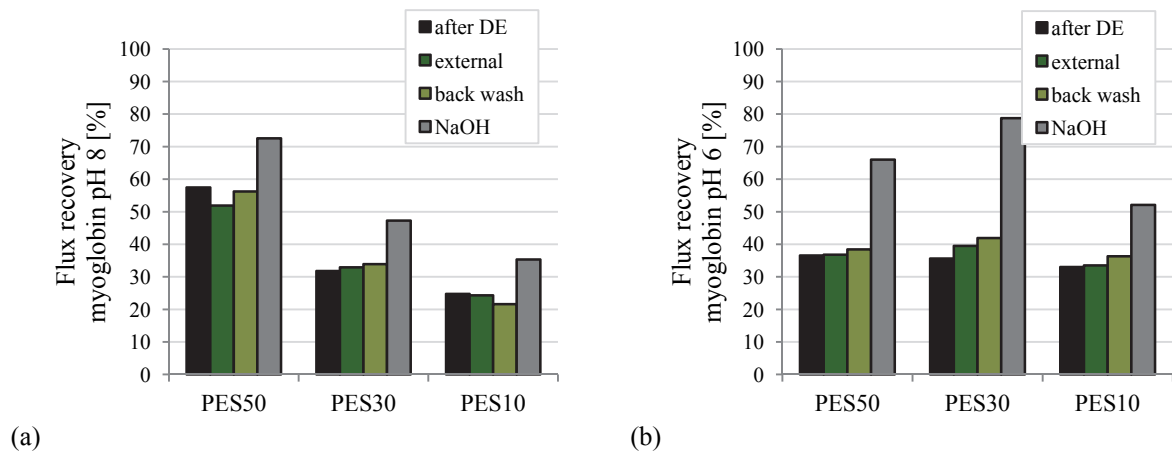 after DE
external
back wash
NaOH
100
90
80
70
60
50
40
30
20
10
0
Flux recovery
myoglobin pH 8 [%]
PES50 PES30 PES10
(a)
after DE
external
back wash
NaOH
100
90
80
70
60
50
40
30
20
10
0
Flux recovery
myoglobin pH 6 [%]
PES50 PES30 PES10
(b)